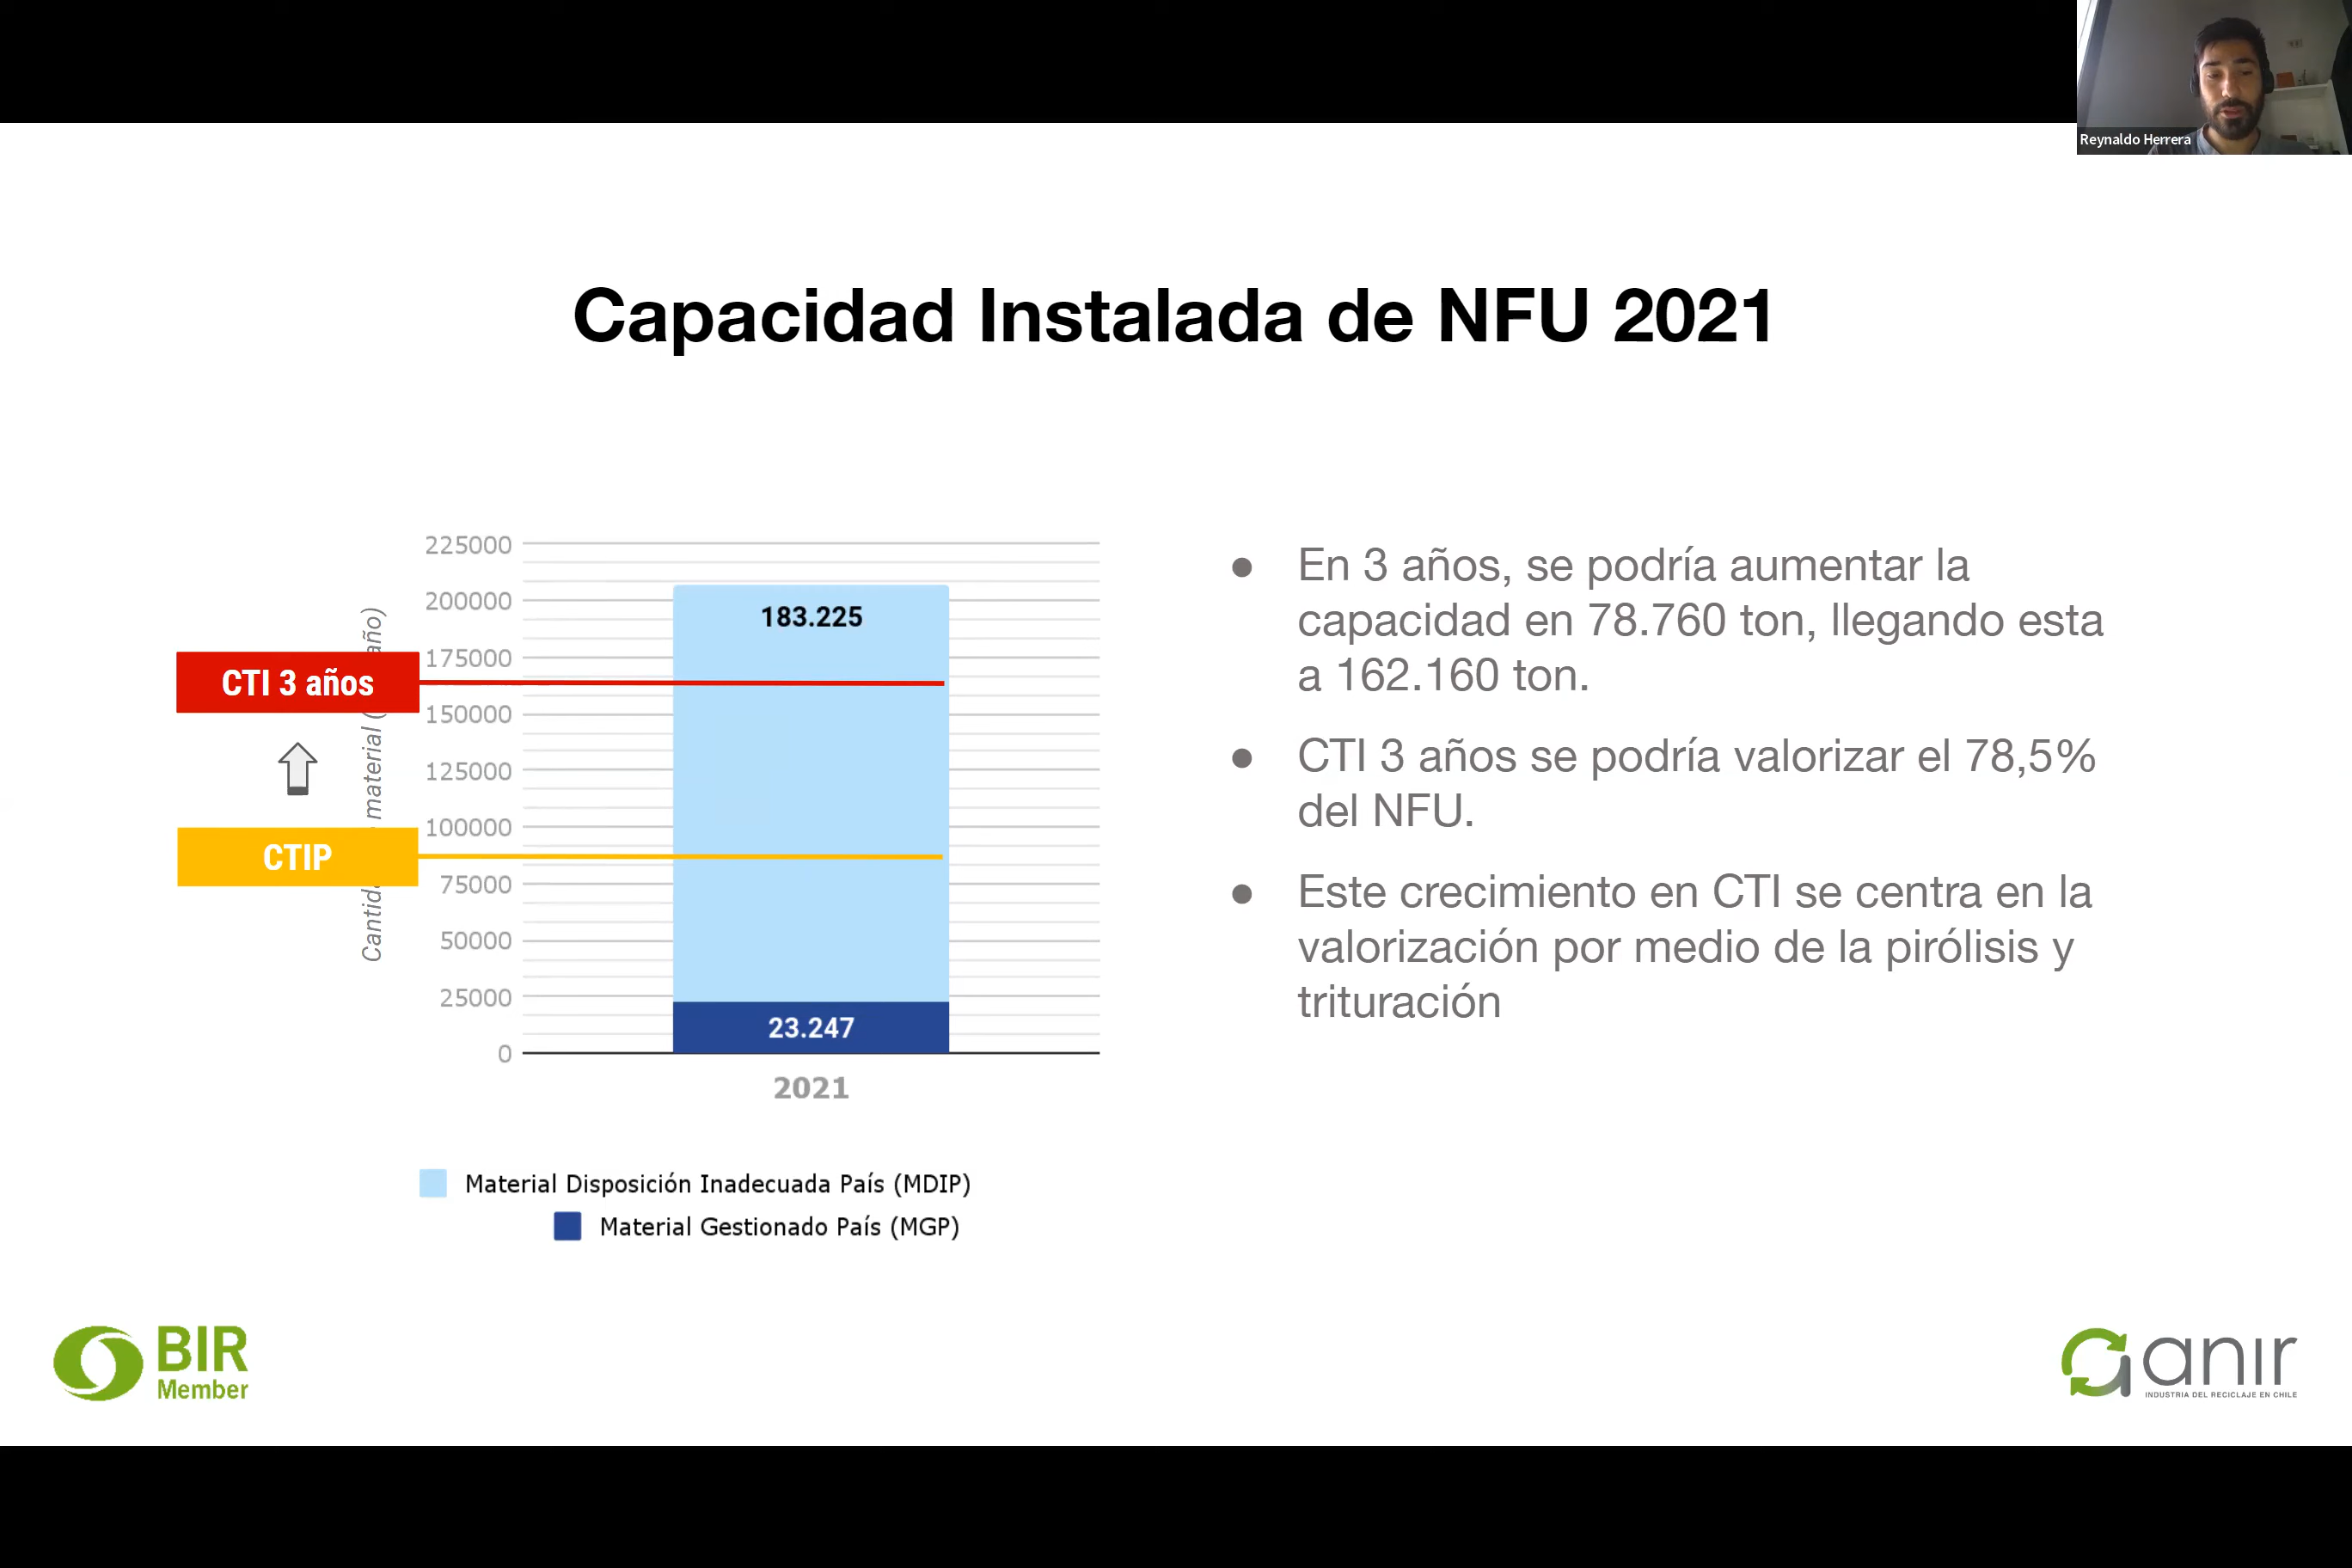 Reynaldo Herrera
Capacidad Instalada de NFU 2021
225000
200000
175000
150000
125000
100000
75000
50000
25000
0
material (
año)
CTI 3 años
CTIP
183.225
23.247
2021
Material Disposición Inadecuada País (MDIP)
Material Gestionado País (MGP)
● En 3 años, se podría aumentar la
capacidad en 78.760 ton, llegando esta
a 162.160 ton.
● CTI 3 años se podría valorizar el 78,5%
del NFU.
● Este crecimiento en CTI se centra en la
valorización por medio de la pirólisis y
trituración
BIR
Member
anır
INDUSTRIA DEL RECICLAJE EN CHILE